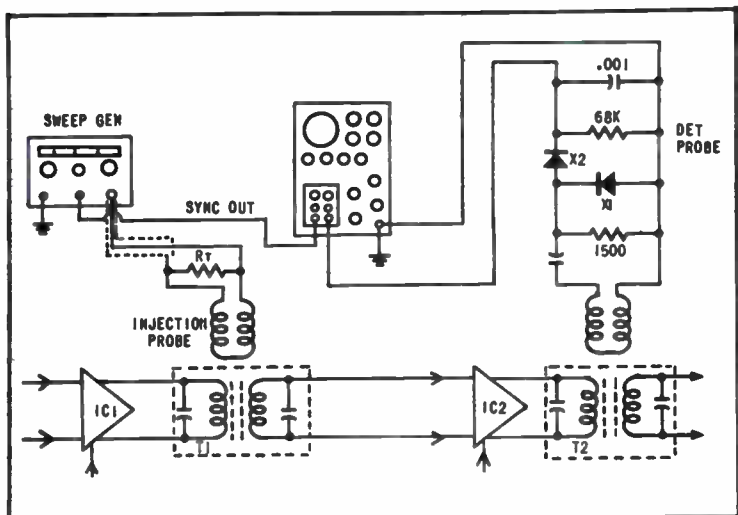 SWEEP GEN
.001
68K
DET
PROBE
X2
X1
SYNC OUT
RT
1500
INJECTION
PROBE
IC1
T1
IC2
T2